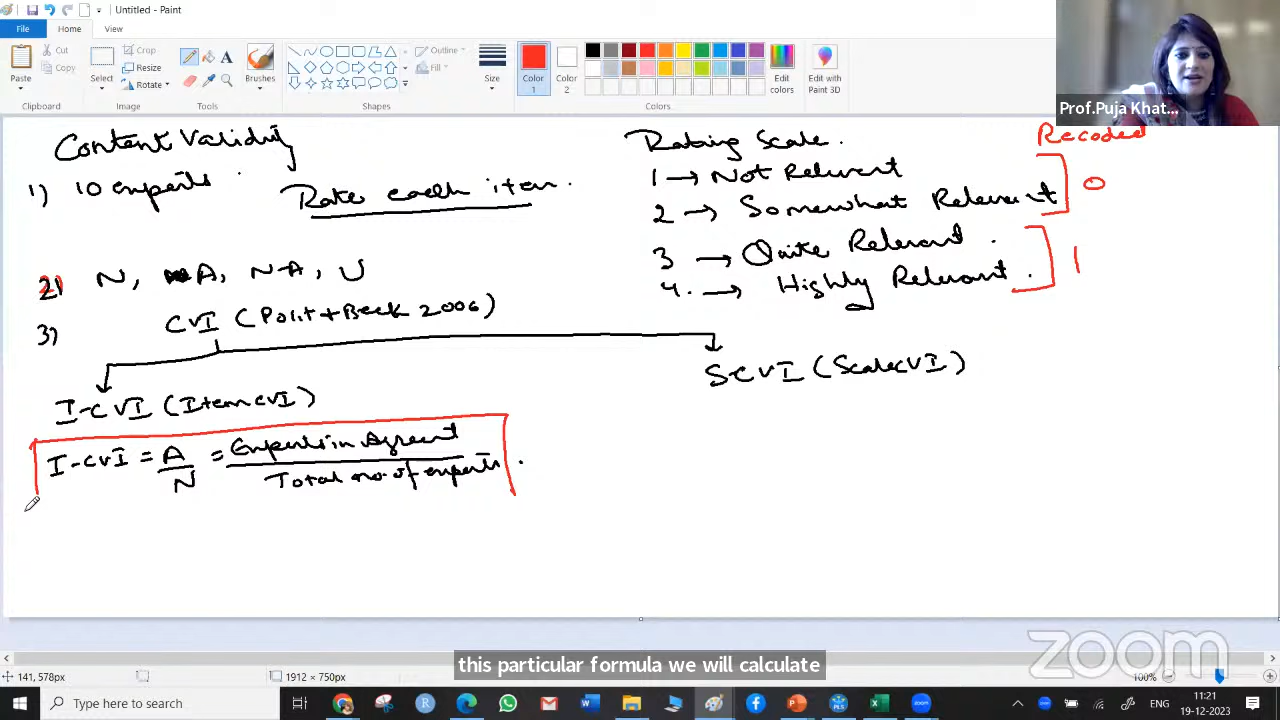 Untitled - Paint
File
Home
View
Paste
Cut
Copy
Clipboard
Select
Crop
Resize
Rotate
Image
Tools
Brushes
Shapes
Outline
Fill
Size
Color 1
Color 2
Colors
Edit colors
Edit with Paint 3D
Prof.Puja Khat...
Content Validity
1) 10 experts
Rate each item.
2) N, A, N-A, U
3) CVI (Polit+Beck 2006)
I-CVI (Item CVI)
I-CVI = A/N = Experts in Agreement / Total no. of experts.
S-CVI (Scale CVI)
Rating Scale.
Recoded
1 → Not Relevant
2 → Somewhat Relevant
0
3 → Quite Relevant.
4. → Highly Relevant.
1
this particular formula we will calculate
zoom
141, 578px
1912 × 750px
100%
Type here to search
ENG
11:21
19-12-2023